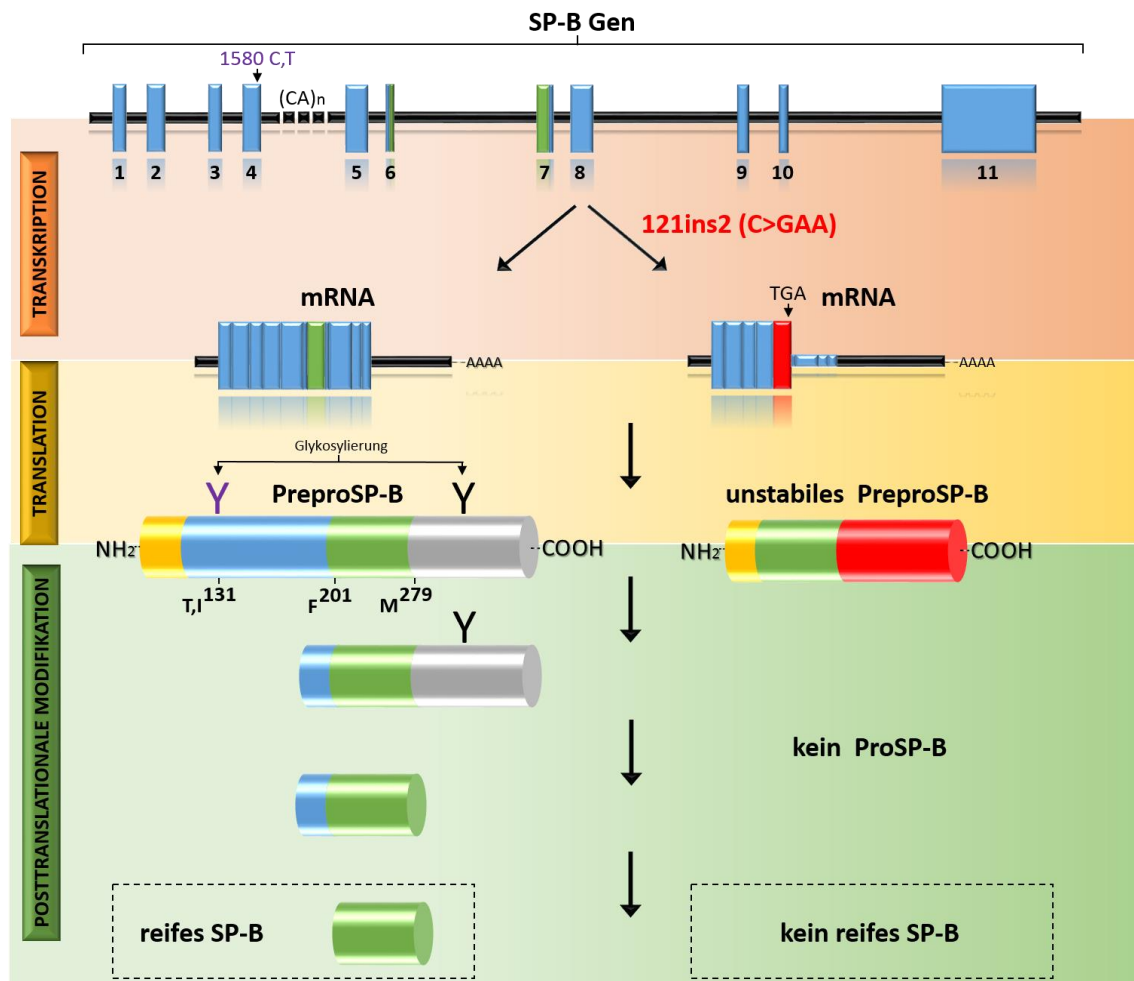 SP-B Gen
1580 C,T
(CA)n
1 2 3 4 5 6 7 8 9 10 11
TRANSKRIPTION
121ins2 (C>GAA)
mRNA
TGA
mRNA
AAAA
AAAA
TRANSLATION
Glykosylierung
Y PreproSP-B Y
unstabiles PreproSP-B
NH2 COOH
NH2 COOH
T,I131 F201 M279
POSTTRANSLATIONALE MODIFIKATION
Y
kein ProSP-B
reifes SP-B
kein reifes SP-B